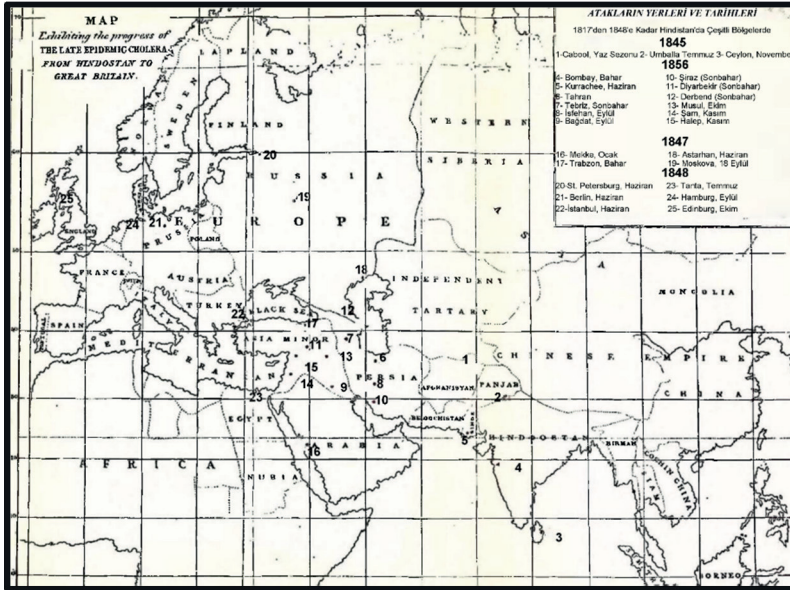 MAP
Exhibiting the progress of
THE LATE EPIDEMIC CHOLERA
FROM HINDOSTAN TO
GREAT BRITAIN.
ATAKLARIN YERLERİ VE TARİHLERİ
1817'den 1848'e Kadar Hindistan'da Çeşitli Bölgelerde
1845
1-Cabool, Yaz Sezonu 2- Umballa Temmuz 3- Ceylon, Novembe
1856
4- Bombay, Bahar
5- Kurrachee, Haziran
6- Tahran
7- Tebriz, Sonbahar
8- İsfehan, Eylül
9- Bağdat, Eylül
10- Şiraz (Sonbahar)
11- Diyarbekir (Sonbahar)
12- Derbend (Sonbahar)
13- Musul, Ekim
14- Şam, Kasım
15- Halep, Kasım
1847
16- Mekke, Ocak
17- Trabzon, Bahar
18- Astarhan, Haziran
19- Moskova, 18 Eylül
1848
20-St. Petersburg, Haziran
21- Berlin, Haziran
22-İstanbul, Haziran
23- Tanta, Temmuz
24- Hamburg, Eylül
25- Edinburg, Ekim
LAPLAND
NORWAY
SWEDEN
FINLAND
20
WESTERN
SIBERIA
RUSSIA
19
25
ENGLAND
24
DENMARK
21
PRUSSIA
EUROPE
POLAND
ASIA
FRANCE
AUSTRIA
18
INDEPENDENT
TARTARY
MONGOLIA
ITALY
TURKEY
22
BLACK SEA
17
12
SPAIN
MEDITERRANEAN
ASIA MINOR
11
7
13
6
1
CHINESE EMPIRE
15
14
9
PERSIA
8
10
AFGHANISTAN
PANJAB
2
CHINA
23
EGYPT
BELOOCHISTAN
5
HINDOOSTAN
BIRMAH
ARABIA
16
4
COCHIN CHINA
SIAM
AFRICA
NUBIA
3
BORNEO